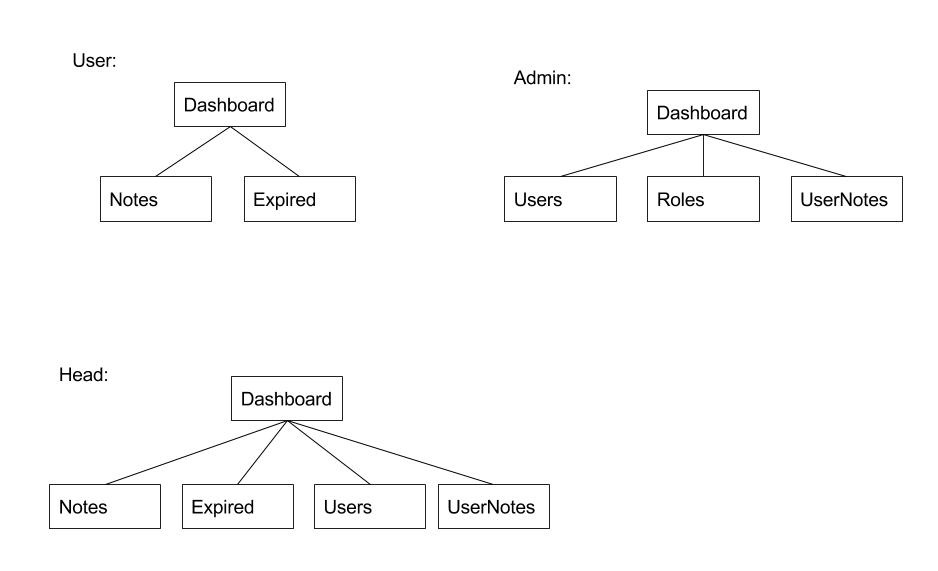 User:
Dashboard
Notes
Expired
Admin:
Dashboard
Users
Roles
UserNotes
Head:
Dashboard
Notes
Expired
Users
UserNotes